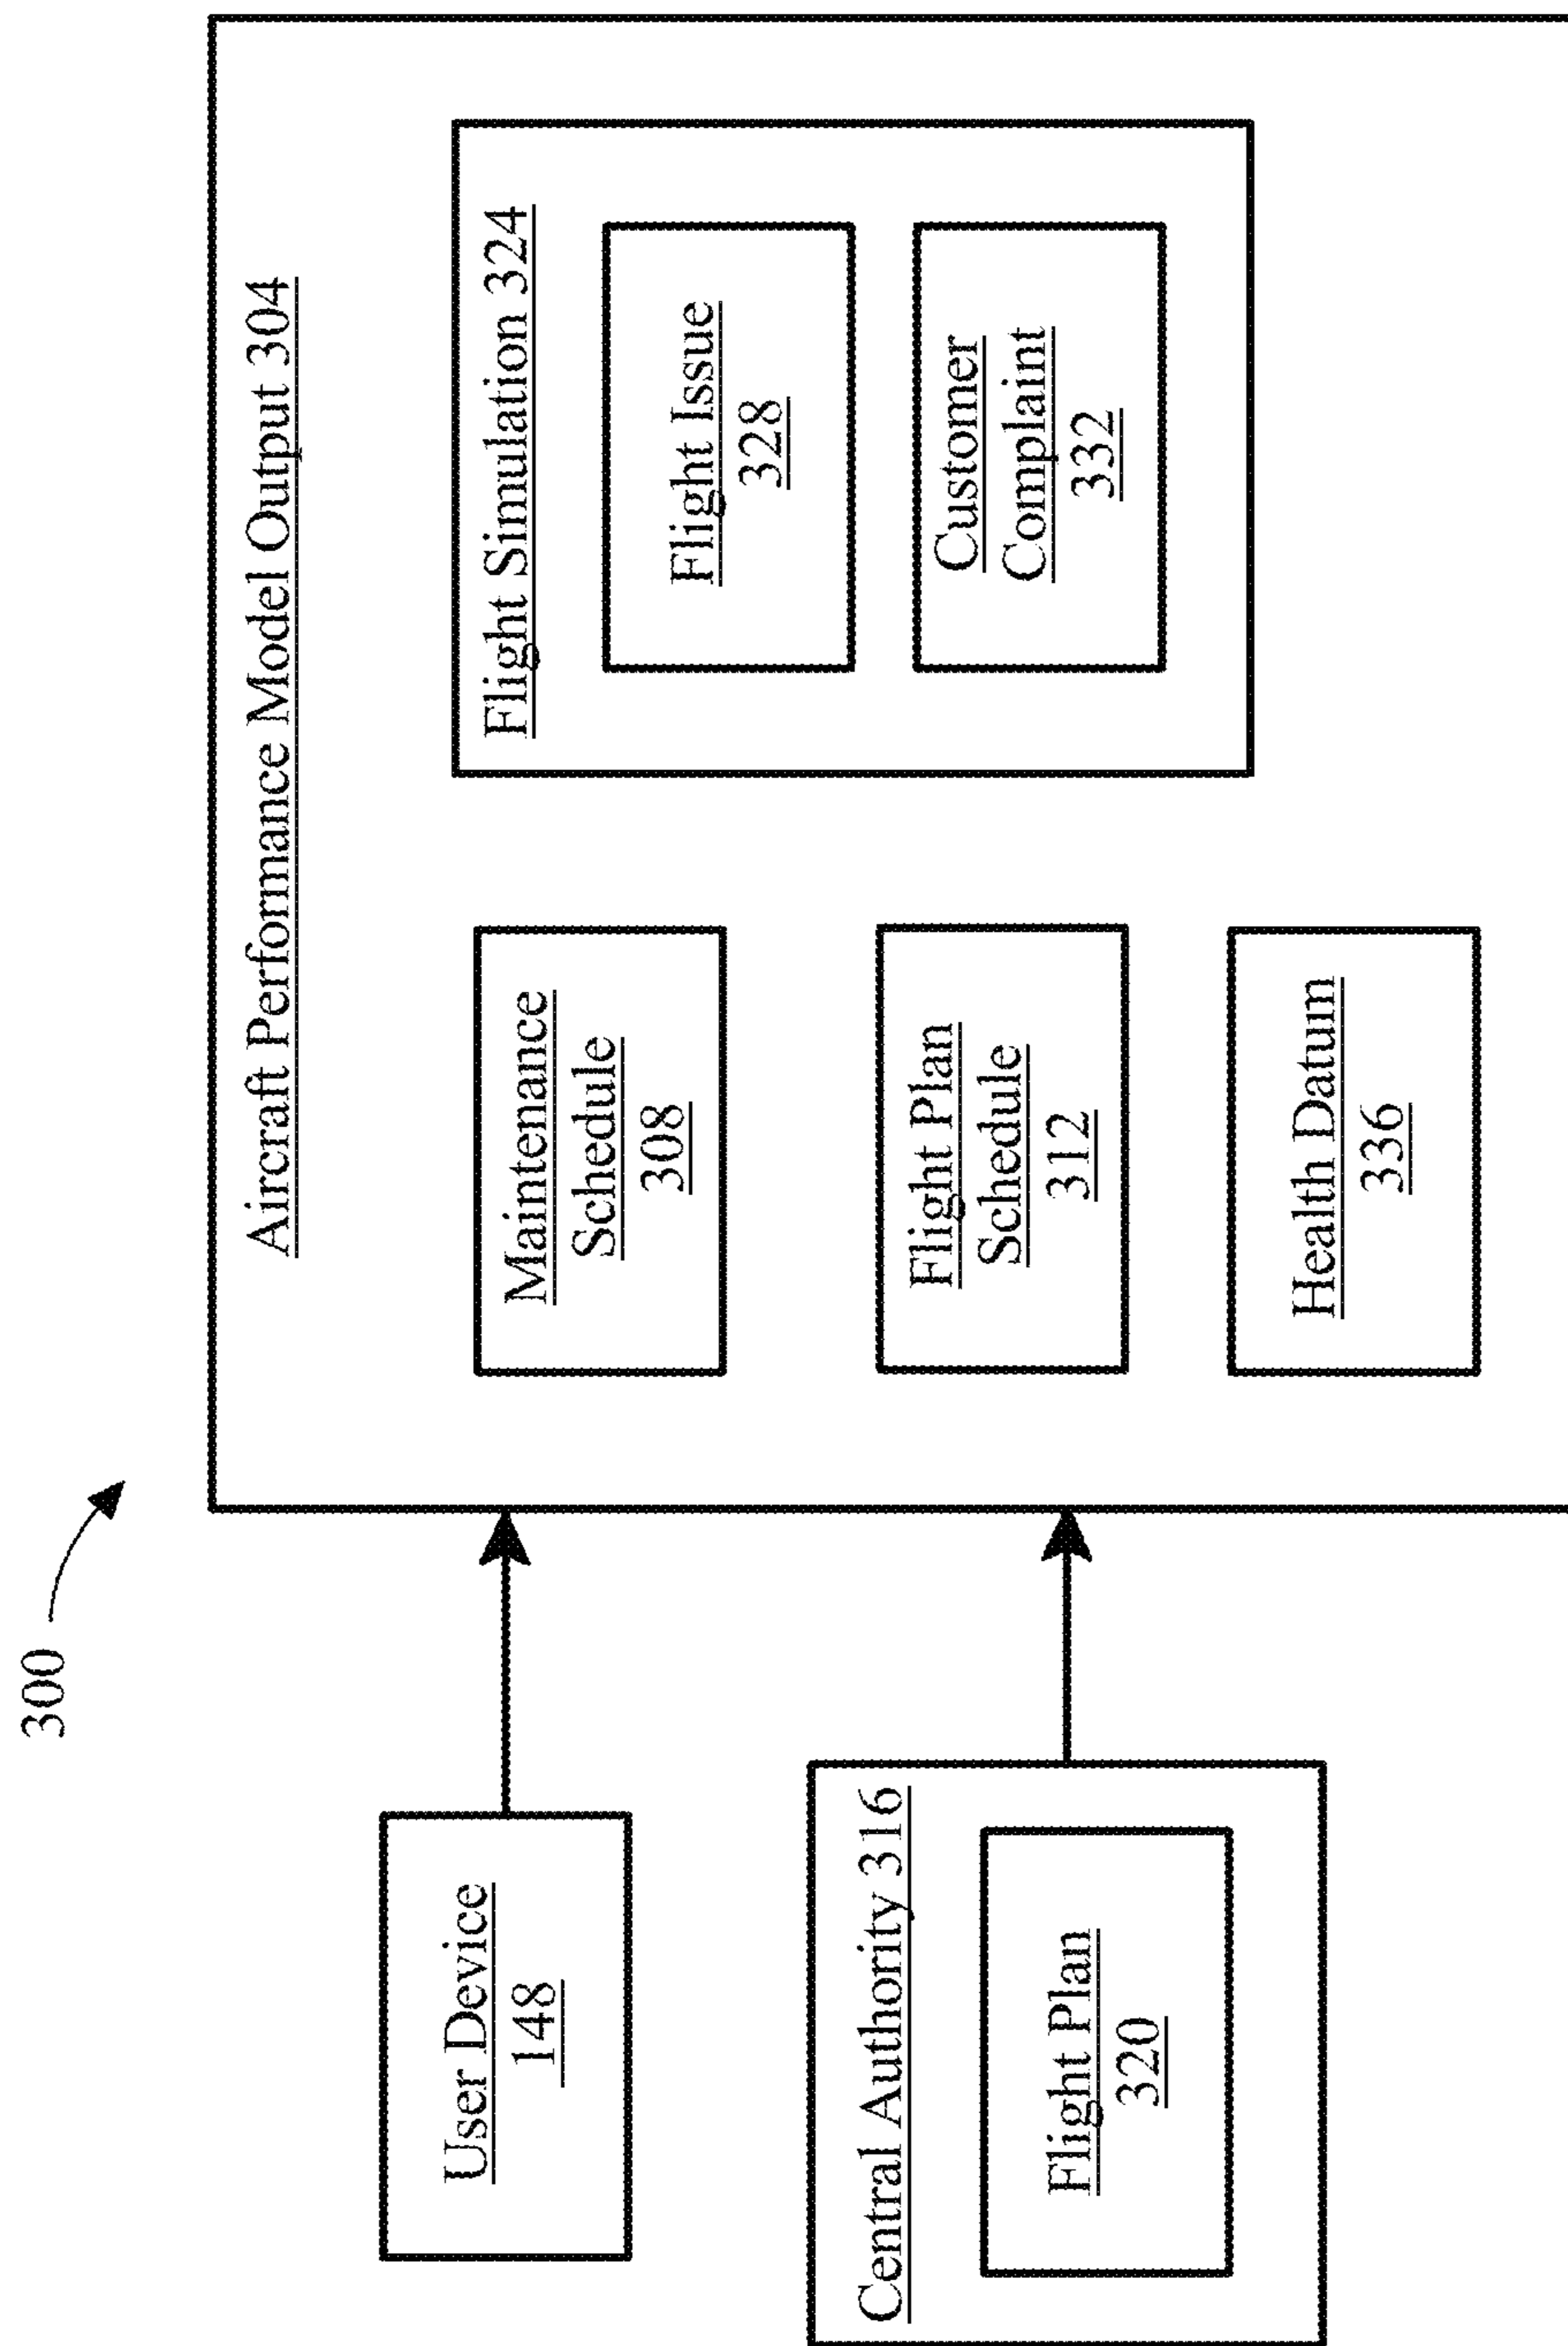 300
Aircraft Performance Model Output 304
User Device
148
Maintenance
Schedule
308
Flight Simulation 324
Flight Issue
328
Central Authority 316
Flight Plan
320
Flight Plan
Schedule
312
Customer
Complaint
332
Health Datum
336